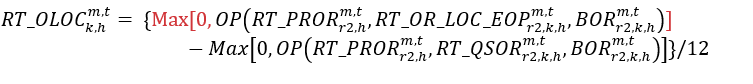 RT_OLOC^{m,t}_{k,h} = {Max[0, OP(RT_PROR^{m,t}_{r2,h}, RT_OR_LOC_EOP^{m,t}_{r2,k,h}, BOR^{m,t}_{r2,k,h})]
− Max[0, OP(RT_PROR^{m,t}_{r2,h}, RT_QSOR^{m,t}_{r2,k,h}, BOR^{m,t}_{r2,k,h})]}/12